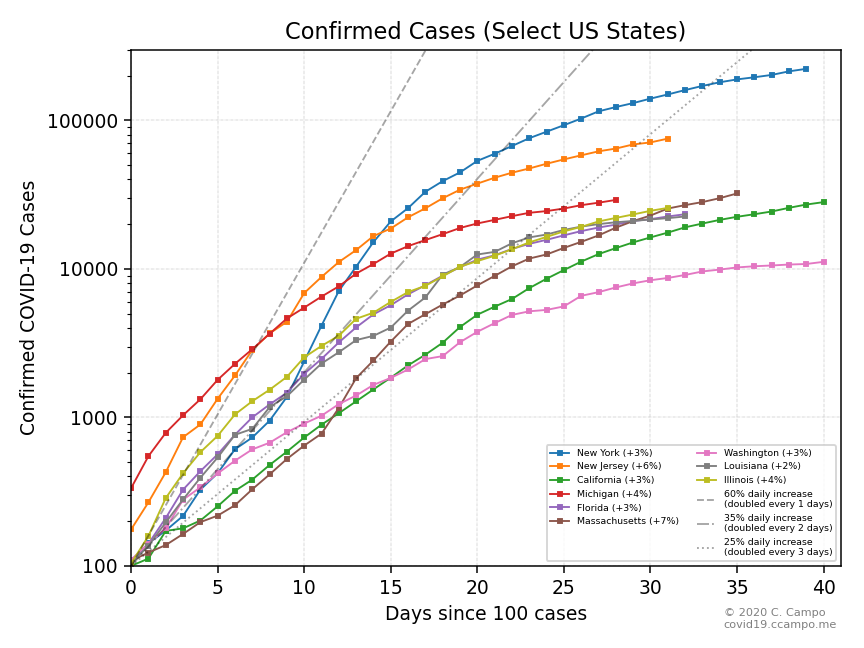 Confirmed Cases (Select US States)
Confirmed COVID-19 Cases
100000
10000
1000
100
0 5 10 15 20 25 30 35 40
Days since 100 cases
New York (+3%)
New Jersey (+6%)
California (+3%)
Michigan (+4%)
Florida (+3%)
Massachusetts (+7%)
Washington (+3%)
Louisiana (+2%)
Illinois (+4%)
60% daily increase
(doubled every 1 days)
35% daily increase
(doubled every 2 days)
25% daily increase
(doubled every 3 days)
© 2020 C. Campo
covid19.ccampo.me